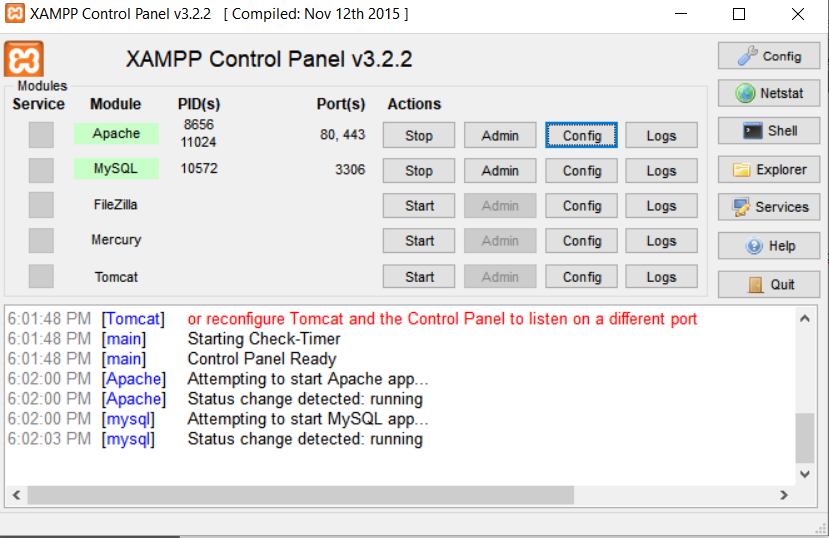 XAMPP Control Panel v3.2.2 [ Compiled: Nov 12th 2015 ]
XAMPP Control Panel v3.2.2
Config
Modules
Service Module PID(s) Port(s) Actions
Netstat
Apache 8656 11024 80, 443 Stop Admin Config Logs
Shell
MySQL 10572 3306 Stop Admin Config Logs
Explorer
FileZilla Start Admin Config Logs
Services
Mercury Start Admin Config Logs
Help
Tomcat Start Admin Config Logs
Quit
6:01:48 PM [Tomcat] or reconfigure Tomcat and the Control Panel to listen on a different port
6:01:48 PM [main] Starting Check-Timer
6:01:48 PM [main] Control Panel Ready
6:02:00 PM [Apache] Attempting to start Apache app...
6:02:00 PM [Apache] Status change detected: running
6:02:00 PM [mysql] Attempting to start MySQL app...
6:02:03 PM [mysql] Status change detected: running